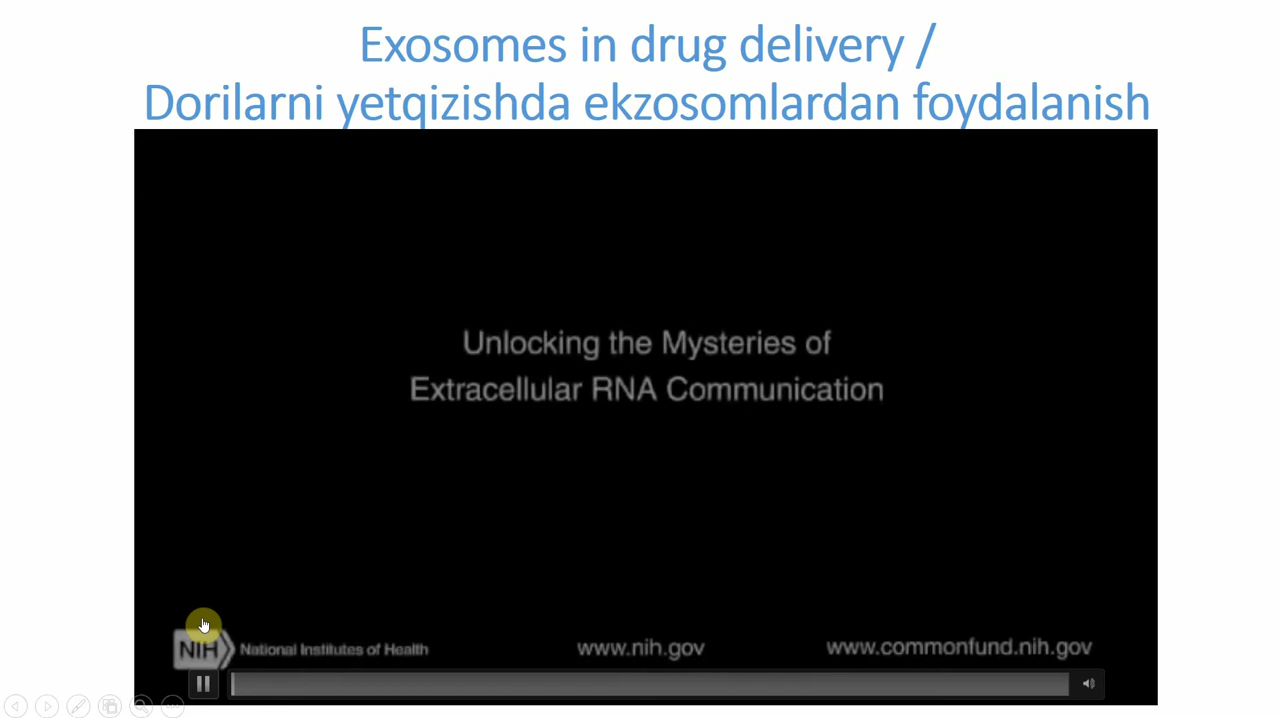 Exosomes in drug delivery /
Dorilarni yetqizishda ekzosomlardan foydalanish
Unlocking the Mysteries of
Extracellular RNA Communication
NIH National Institutes of Health www.nih.gov www.commonfund.nih.gov